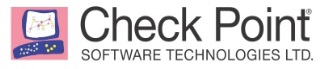 Check Point®
SOFTWARE TECHNOLOGIES LTD.